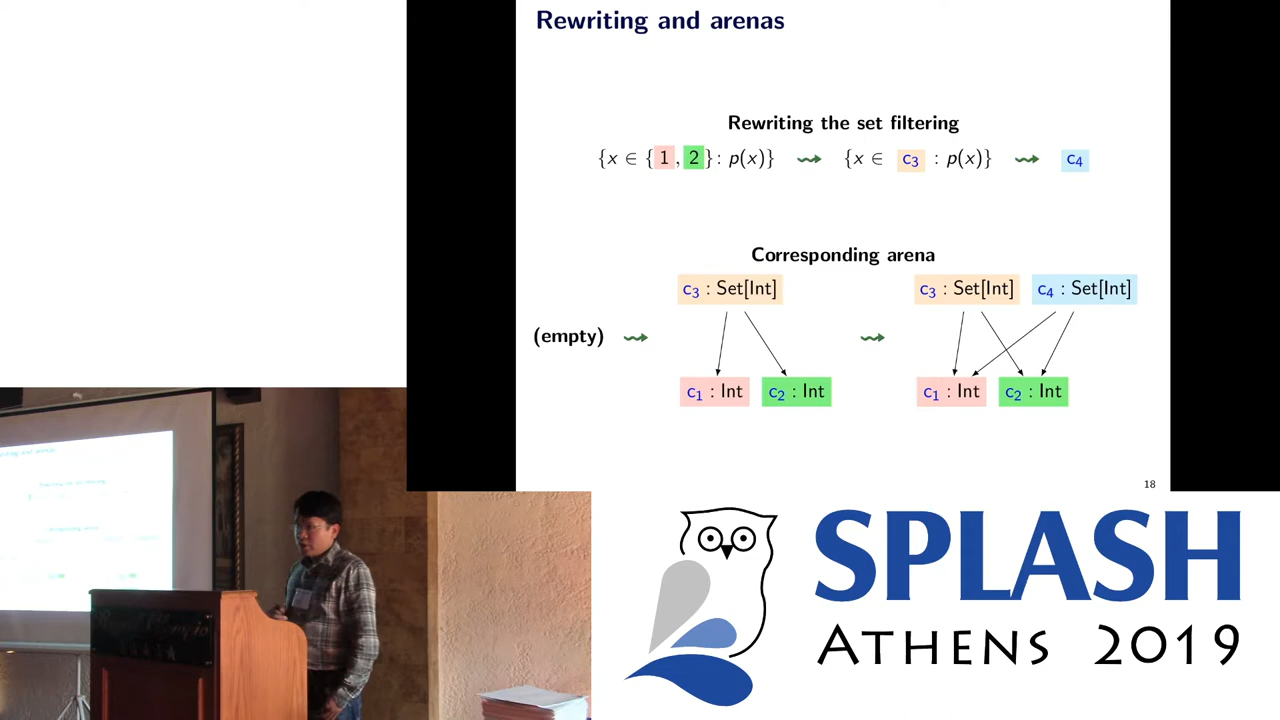 Rewriting and arenas
Rewriting the set filtering
{x ∈ {1, 2}: p(x)} ⇝ {x ∈ c₃ : p(x)} ⇝ c₄
Corresponding arena
c₃ : Set[Int] c₃ : Set[Int] c₄ : Set[Int]
(empty) ⇝ ⇝
c₁ : Int c₂ : Int c₁ : Int c₂ : Int
18
SPLASH
ATHENS 2019